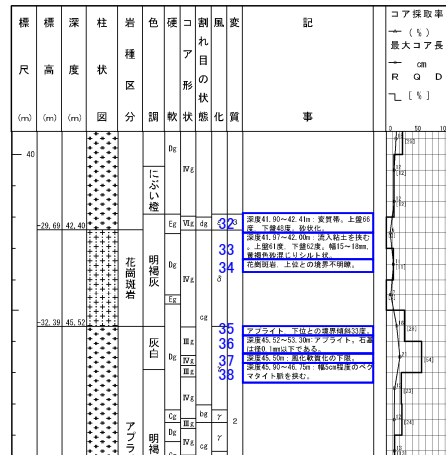 標尺 (m)
標高 (m)
深度 (m)
柱状図
岩種区分
色調
硬軟
コア形状
割れ目の状態
風化
変質
記事
コア採取率
(%)
最大コア長
cm
R Q D
[%]
0 50 100
40
Dg
Ⅳg
にぶい橙
Eg Ⅵg dg 3
-29.69 42.40
32
深度41.90~42.41m:変質帯。上盤66
度、下盤48度。砂状化。
33
深度41.97~42.00m:流入粘土を挟む
。上盤61度、下盤62度。幅15~18mm、
黄褐色砂混じりシルト状。
34
花崗斑岩。上位との境界不明瞭。
花崗斑岩
明褐灰
Dg
Ⅳg
δ
Eg
cg
-32.39 45.52
35
アプライト。下位との境界傾斜33度。
36
深度45.52~53.30m:アプライト。石基
は径0.1mm以下である。
37
深度45.50m:風化軟質化の下限。
38
深度45.90~46.75m:幅5cm程度のペグ
マタイト脈を挟む。
灰白
Ⅲg
Dg
Ⅳg
Ⅲg
Ⅳg
Cg Ⅲg bg γ
2
Dg Ⅳg cg γ
アプラ
明褐